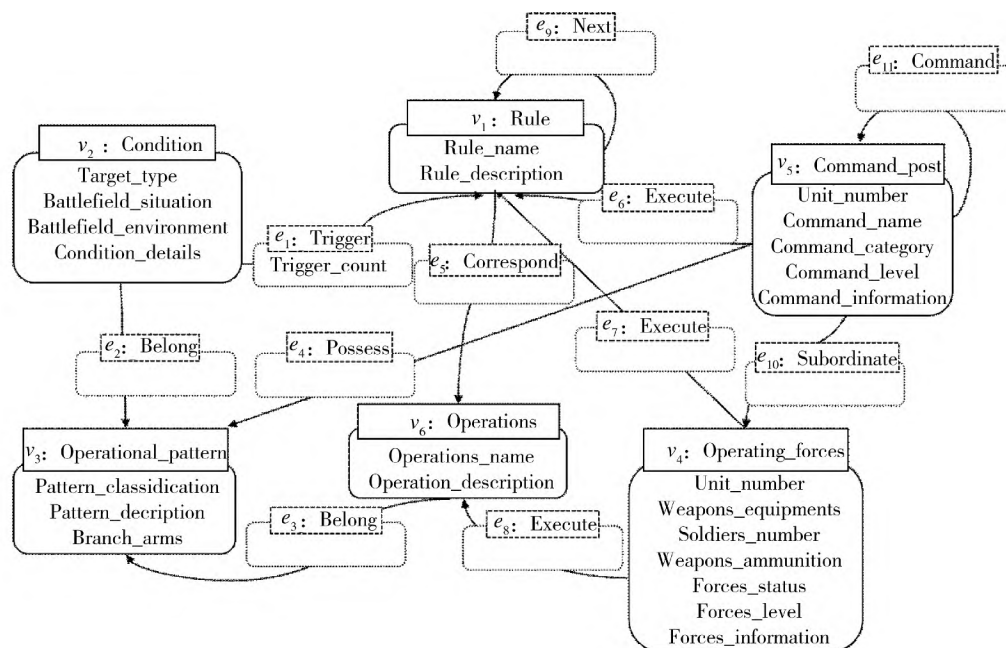 e9: Next
e11: Command
v1: Rule
Rule_name
Rule_description
v2: Condition
Target_type
Battlefield_situation
Battlefield_environment
Condition_details
v5: Command_post
Unit_number
Command_name
Command_category
Command_level
Command_information
e6: Execute
e1: Trigger
Trigger_count
e5: Correspond
e2: Belong
e4: Possess
e7: Execute
e10: Subordinate
v3: Operational_pattern
Pattern_classidication
Pattern_decription
Branch_arms
v6: Operations
Operations_name
Operation_description
v4: Operating_forces
Unit_number
Weapons_equipments
Soldiers_number
Weapons_ammunition
Forces_status
Forces_level
Forces_information
e3: Belong
e8: Execute